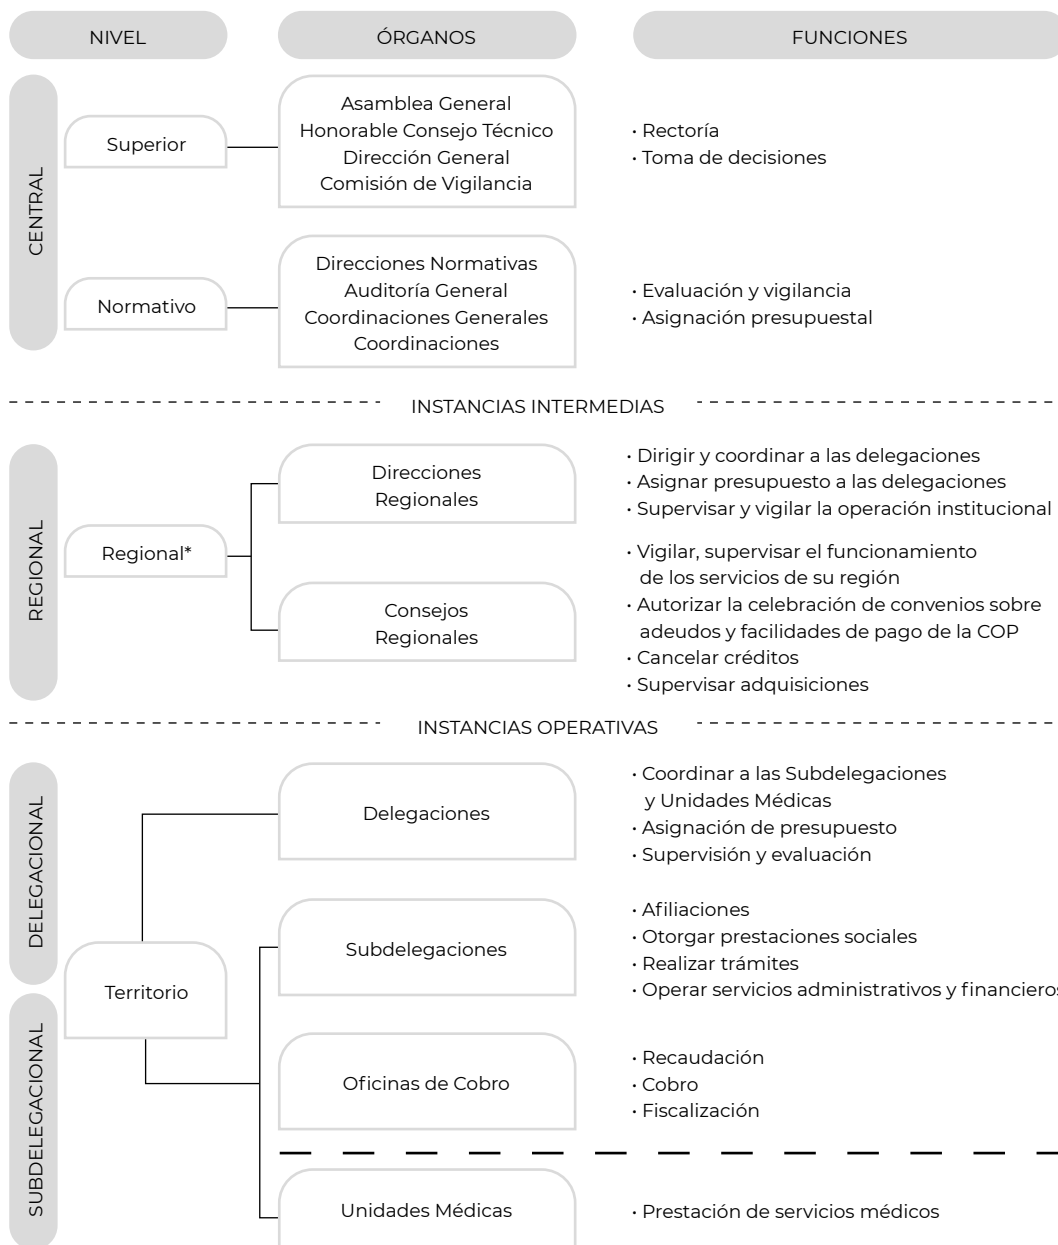 NIVEL
ÓRGANOS
FUNCIONES
CENTRAL
Superior
Asamblea General
Honorable Consejo Técnico
Dirección General
Comisión de Vigilancia
· Rectoría
· Toma de decisiones
Normativo
Direcciones Normativas
Auditoría General
Coordinaciones Generales
Coordinaciones
· Evaluación y vigilancia
· Asignación presupuestal
INSTANCIAS INTERMEDIAS
REGIONAL
Regional*
Direcciones
Regionales
· Dirigir y coordinar a las delegaciones
· Asignar presupuesto a las delegaciones
· Supervisar y vigilar la operación institucional
Consejos
Regionales
· Vigilar, supervisar el funcionamiento
de los servicios de su región
· Autorizar la celebración de convenios sobre
adeudos y facilidades de pago de la COP
· Cancelar créditos
· Supervisar adquisiciones
INSTANCIAS OPERATIVAS
DELEGACIONAL
SUBDELEGACIONAL
Territorio
Delegaciones
· Coordinar a las Subdelegaciones
y Unidades Médicas
· Asignación de presupuesto
· Supervisión y evaluación
Subdelegaciones
· Afiliaciones
· Otorgar prestaciones sociales
· Realizar trámites
· Operar servicios administrativos y financieros
Oficinas de Cobro
· Recaudación
· Cobro
· Fiscalización
Unidades Médicas
· Prestación de servicios médicos